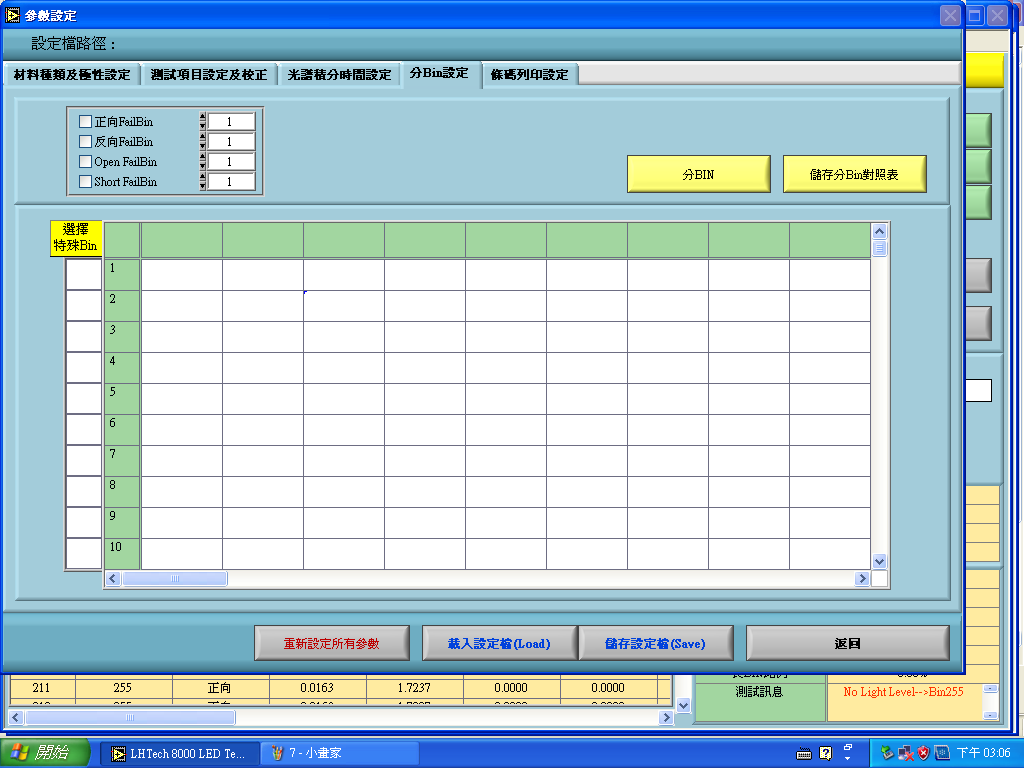 參數設定
設定檔路徑：
材料種類及極性設定 測試項目設定及校正 光譜積分時間設定 分Bin設定 條碼列印設定
正向FailBin 1
反向FailBin 1
Open FailBin 1
Short FailBin 1
分BIN 儲存分Bin對照表
選擇
特殊Bin
1
2
3
4
5
6
7
8
9
10
重新設定所有參數 載入設定檔(Load) 儲存設定檔(Save) 返回
211 255 正向 0.0163 1.7237 0.0000 0.0000
測試訊息 No Light Level-->Bin255
開始 LHTech 8000 LED Te... 7 - 小畫家 下午 03:06